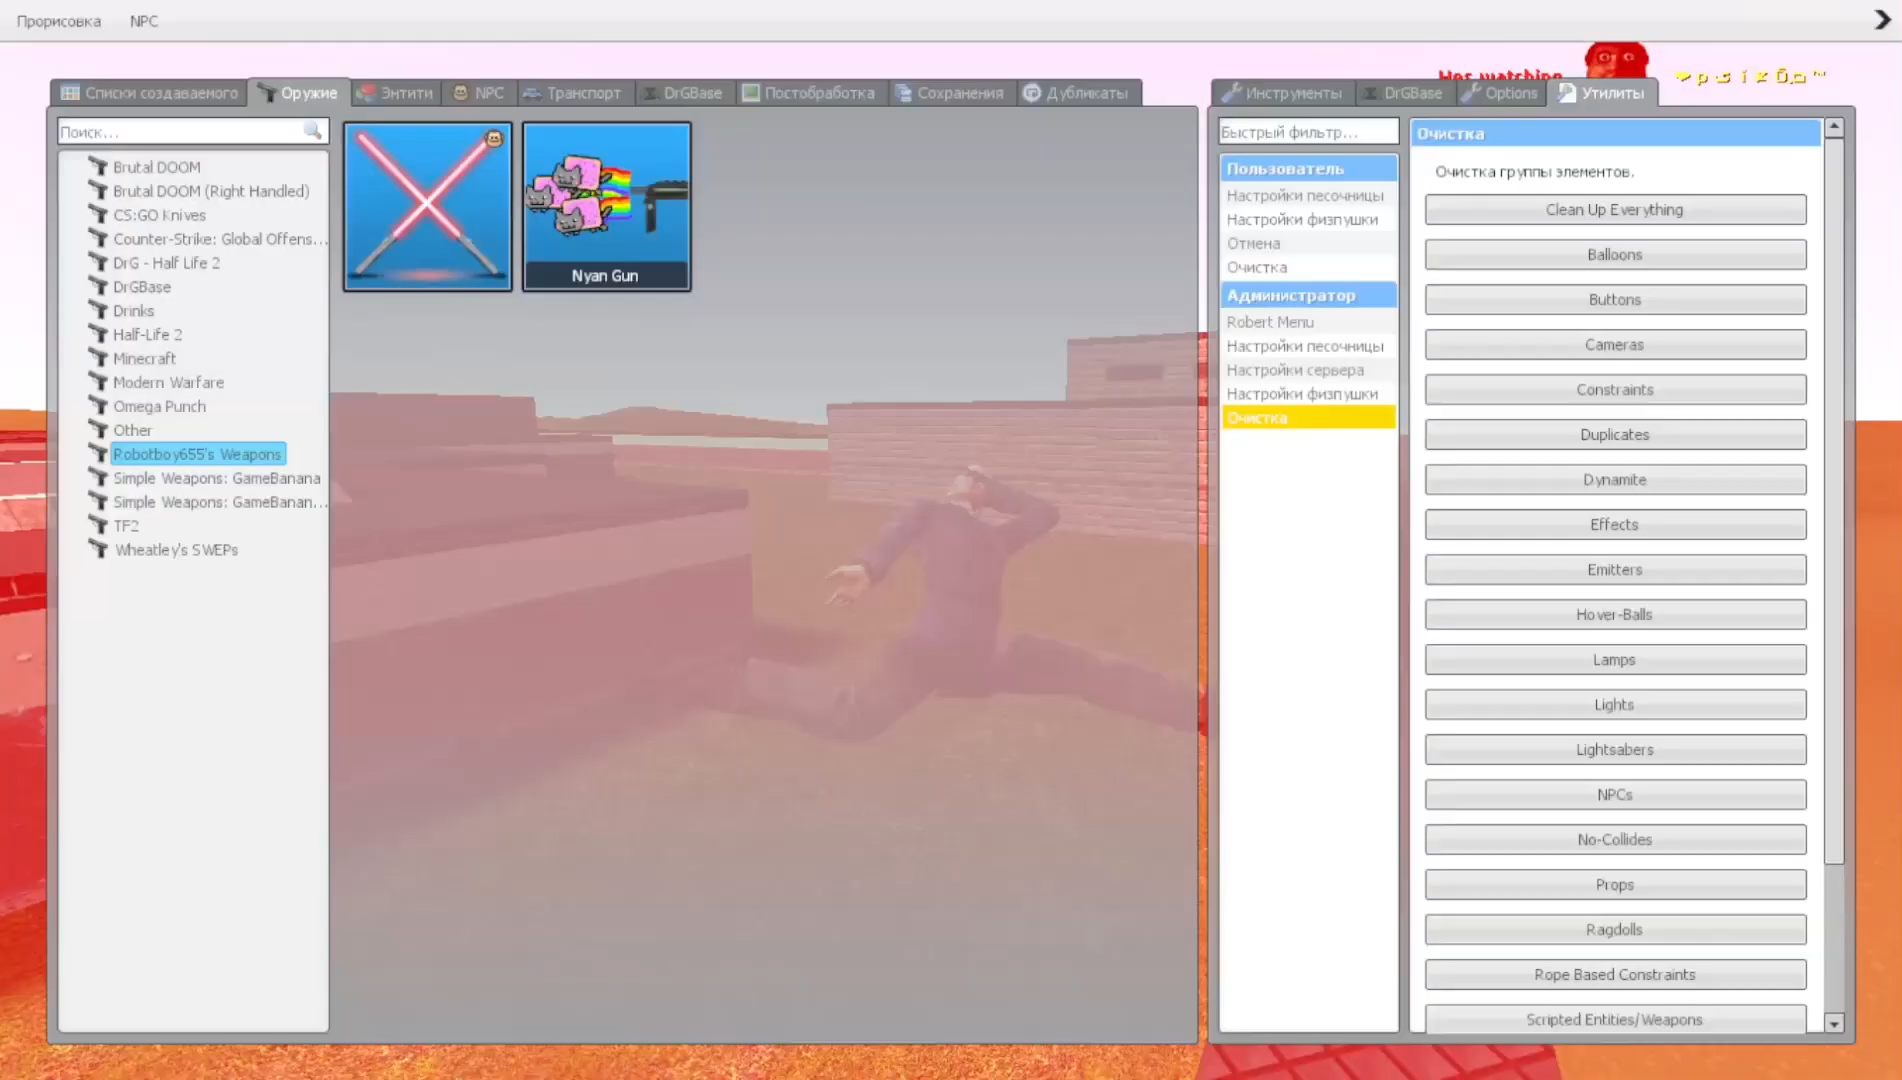 Прорисовка NPC
Hes watching
Списки создаваемого Оружие Энтити NPC Транспорт DrGBase Постобработка Сохранения Дубликаты
Инструменты DrGBase Options Утилиты
Поиск...
Brutal DOOM
Brutal DOOM (Right Handled)
CS:GO Knives
Counter-Strike: Global Offens...
DrG - Half Life 2
DrGBase
Drinks
Half-Life 2
Minecraft
Modern Warfare
Omega Punch
Other
Robotboy655's Weapons
Simple Weapons: GameBanana
Simple Weapons: GameBanan...
TF2
Wheatley's SWEPs
Nyan Gun
Быстрый фильтр...
Пользователь
Настройки песочницы
Настройки физпушки
Отмена
Очистка
Администратор
Robert Menu
Настройки песочницы
Настройки сервера
Настройки физпушки
Очистка
Очистка
Очистка группы элементов.
Clean Up Everything
Balloons
Buttons
Cameras
Constraints
Duplicates
Dynamite
Effects
Emitters
Hover-Balls
Lamps
Lights
Lightsabers
NPCs
No-Collides
Props
Ragdolls
Rope Based Constraints
Scripted Entities/Weapons